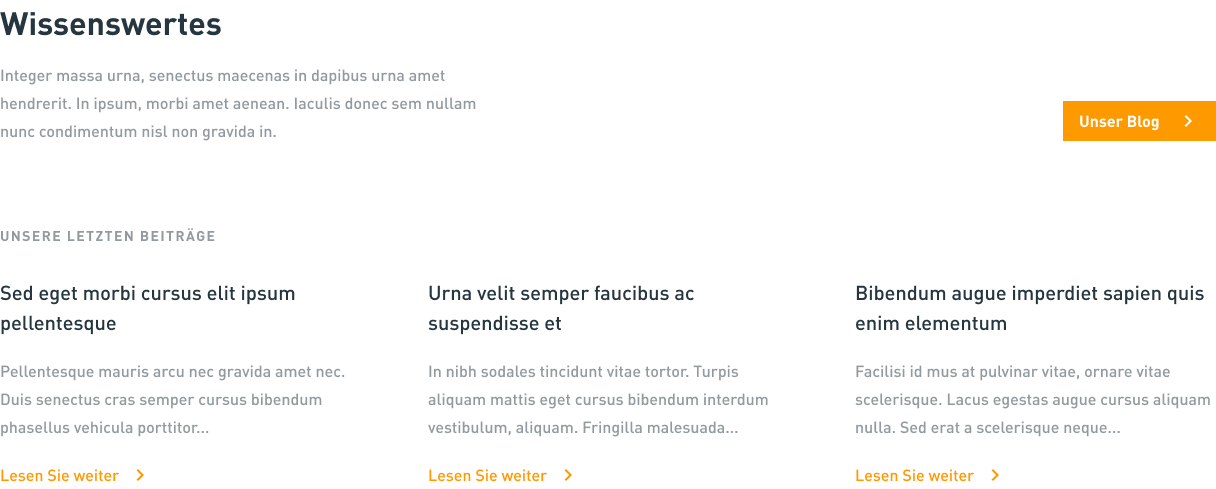 Wissenswertes
Integer massa urna, senectus maecenas in dapibus urna amet
hendrerit. In ipsum, morbi amet aenean. Iaculis donec sem nullam
nunc condimentum nisl non gravida in.
Unser Blog
UNSERE LETZTEN BEITRÄGE
Sed eget morbi cursus elit ipsum
pellentesque
Pellentesque mauris arcu nec gravida amet nec.
Duis senectus cras semper cursus bibendum
phasellus vehicula porttitor...
Lesen Sie weiter
Urna velit semper faucibus ac
suspendisse et
In nibh sodales tincidunt vitae tortor. Turpis
aliquam mattis eget cursus bibendum interdum
vestibulum, aliquam. Fringilla malesuada...
Lesen Sie weiter
Bibendum augue imperdiet sapien quis
enim elementum
Facilisi id mus at pulvinar vitae, ornare vitae
scelerisque. Lacus egestas augue cursus aliquam
nulla. Sed erat a scelerisque neque...
Lesen Sie weiter